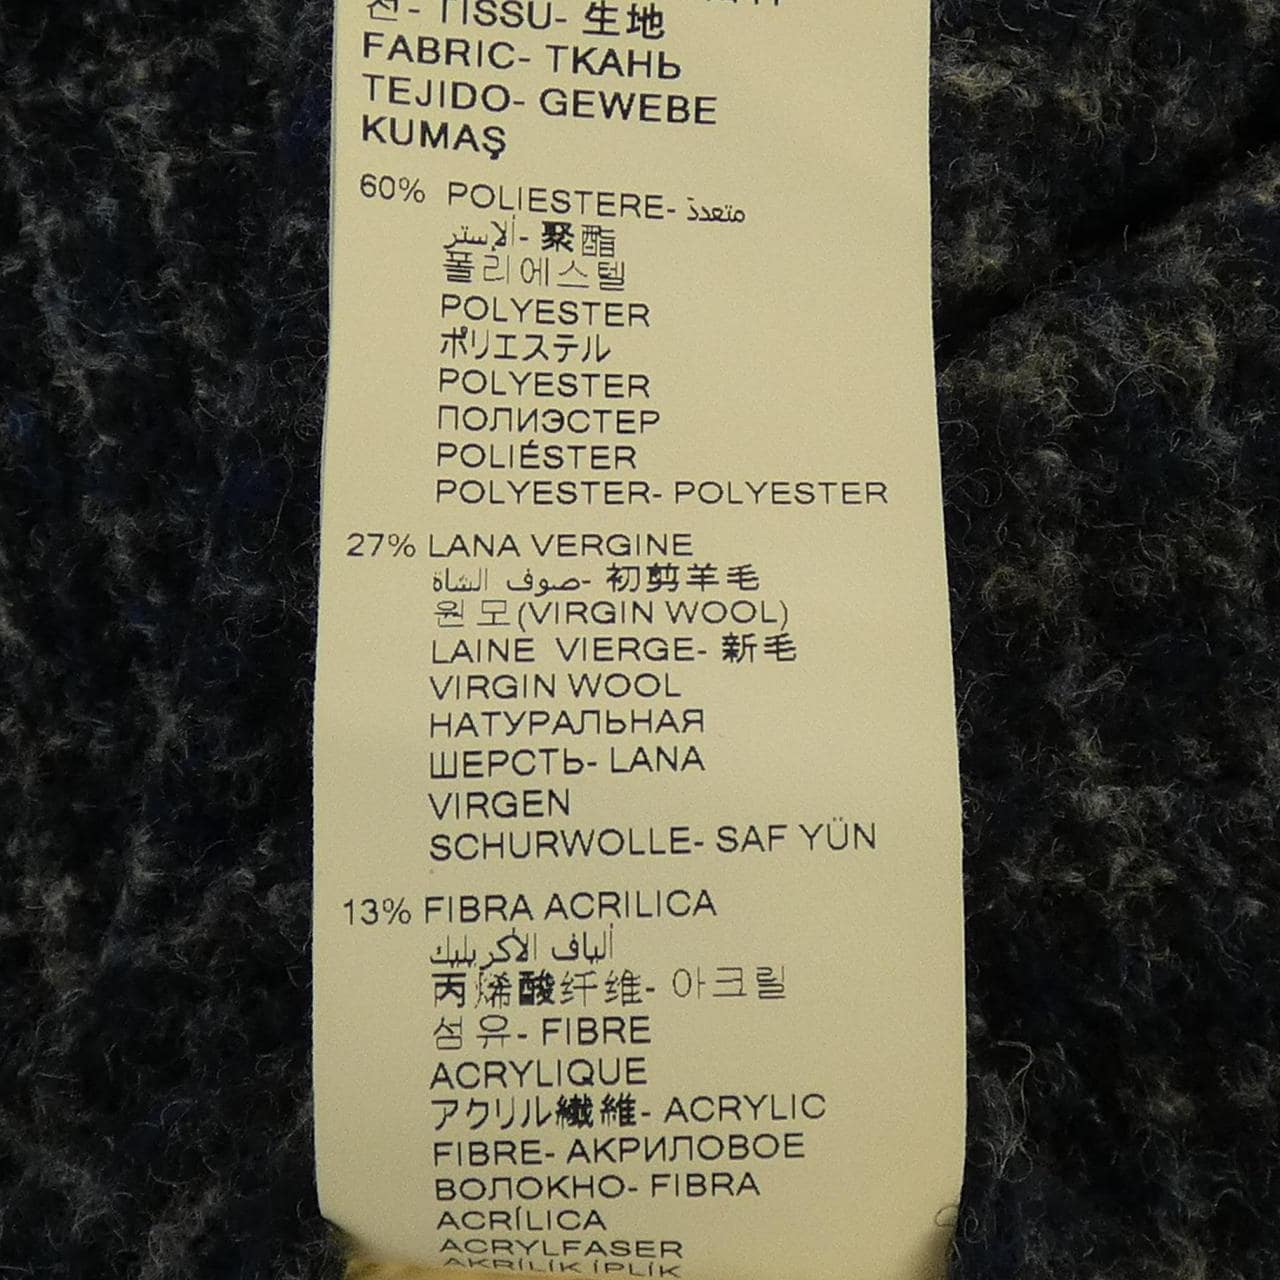 전- TISSU- 生地
FABRIC- ТКАНЬ
TEJIDO- GEWEBE
KUMAŞ
60% POLIESTERE- متعددة
ألإستر- 聚酯
폴리에스텔
POLYESTER
ポリエステル
POLYESTER
ПОЛИЭСТЕР
POLIÉSTER
POLYESTER- POLYESTER
27% LANA VERGINE
صوف الشاة- 初剪羊毛
원모(VIRGIN WOOL)
LAINE VIERGE- 新毛
VIRGIN WOOL
НАТУРАЛЬНАЯ
ШЕРСТЬ- LANA
VIRGEN
SCHURWOLLE- SAF YÜN
13% FIBRA ACRILICA
ألياف الأكريليك
丙烯酸纤维- 아크릴
섬유- FIBRE
ACRYLIQUE
アクリル繊維- ACRYLIC
FIBRE- АКРИЛОВОЕ
ВОЛОКНО- FIBRA
ACRÍLICA
ACRYLFASER
AKRİLİK İPLİK